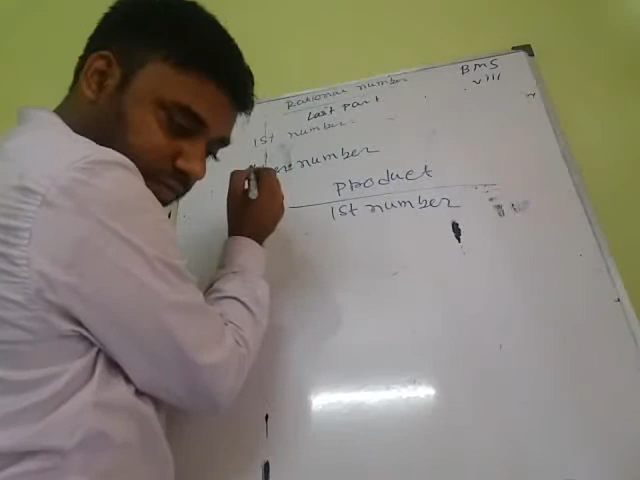 Rational number
BMS
VIII
Last part
1st number
number
Product
1st number